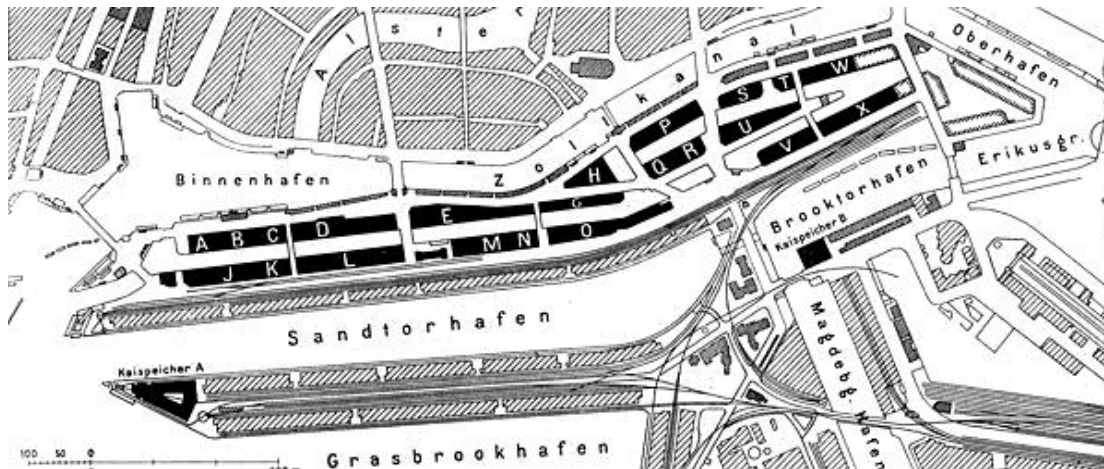 Alster
Zollkanal
Oberhafen
Binnenhafen
Erikusgr.
Brooktorhafen
Kaispeicher B
A B C D
E
G
H
J K
L
M N
O
P
Q R
S
T
U
V
W
X
Sandtorhafen
Magdebg. Hafen
Kaispeicher A
Grasbrookhafen
100 50 0